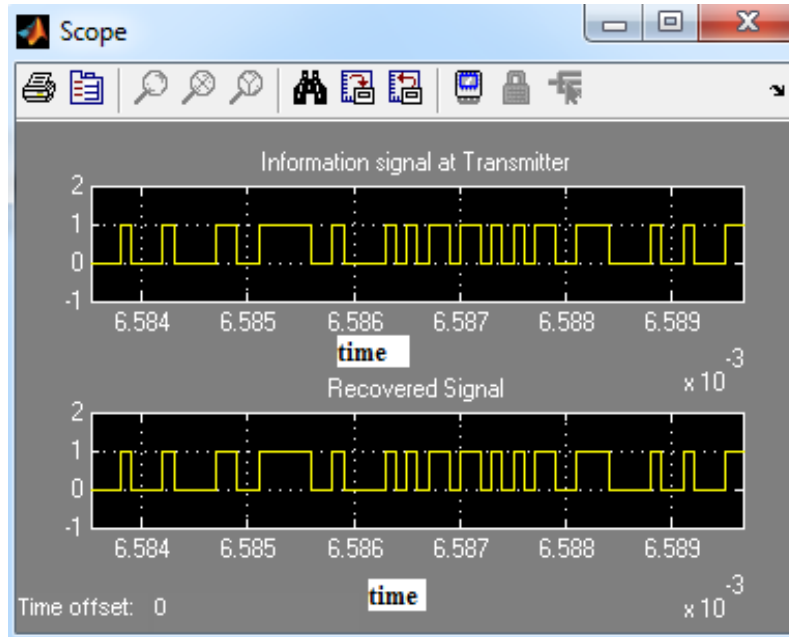 Scope
Information signal at Transmitter
2
1
0
-1
6.584 6.585 6.586 6.587 6.588 6.589
time
x 10 -3
Recovered Signal
2
1
0
-1
6.584 6.585 6.586 6.587 6.588 6.589
time
x 10 -3
Time offset: 0